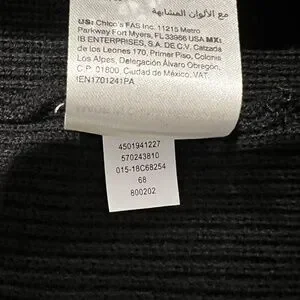 مع الألوان المشابهة
US: Chico's FAS Inc. 11215 Metro
Parkway Fort Myers, FL 33966 USA MX:
IB ENTERPRISES, S.A. DE C.V. Calzada
de los Leones 170, Primer Piso, Colonia
Los Alpes, Delegación Álvaro Obregón,
C.P. 01800, Ciudad de México, VAT.
IEN1701241PA
4501941227
570243810
015-18C68254
68
800202